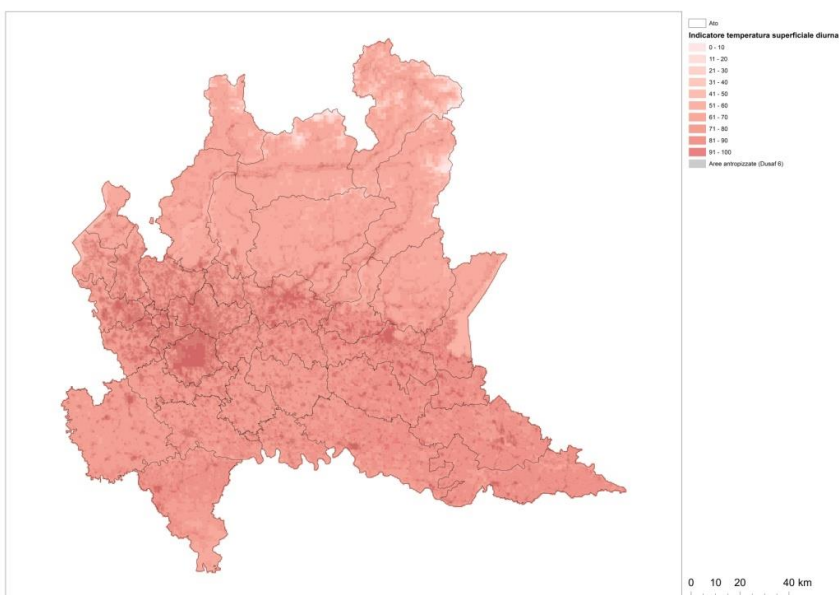 Ato
Indicatore temperatura superficiale diurna
0 - 10
11 - 20
21 - 30
31 - 40
41 - 50
51 - 60
61 - 70
71 - 80
81 - 90
91 - 100
Aree antropizzate (Dusaf 6)
0 10 20 40 km